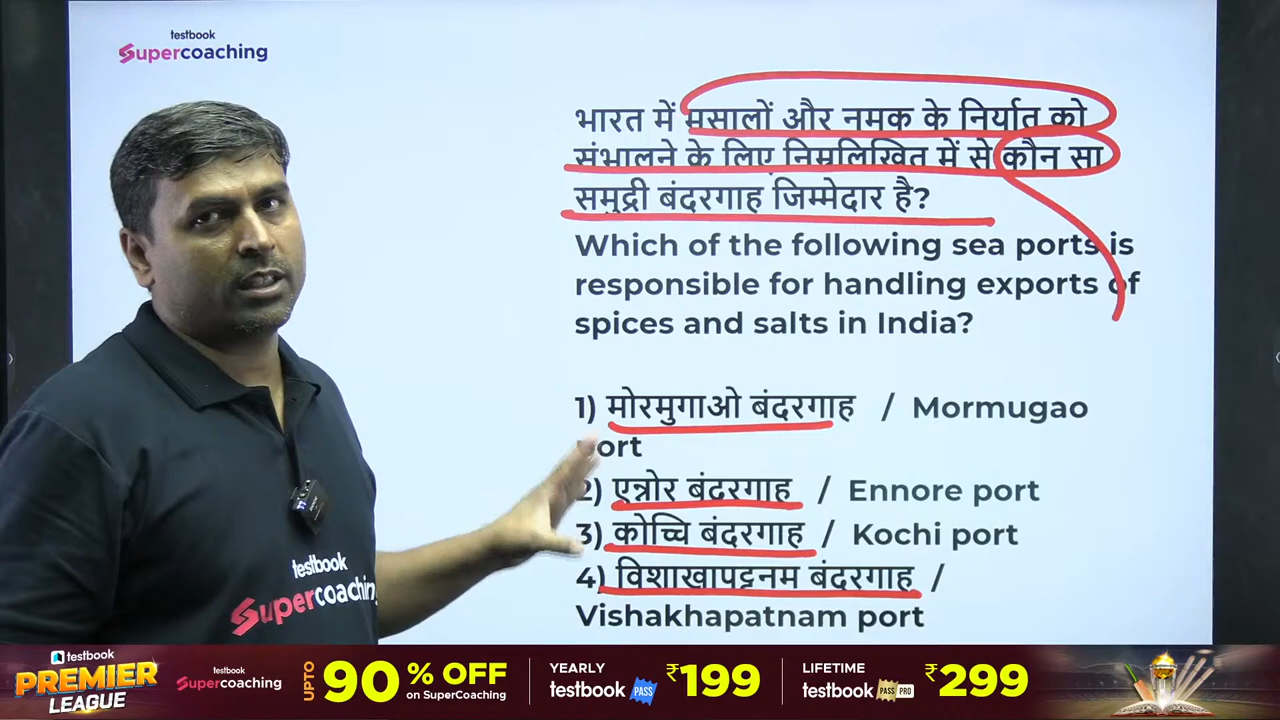 testbook
Supercoaching
भारत में मसालों और नमक के निर्यात को
संभालने के लिए निम्नलिखित में से कौन सा
समुद्री बंदरगाह जिम्मेदार है?
Which of the following sea ports is
responsible for handling exports of
spices and salts in India?
1) मोरमुगाओ बंदरगाह / Mormugao
port
2) एन्नोर बंदरगाह / Ennore port
3) कोच्चि बंदरगाह / Kochi port
4) विशाखापट्टनम बंदरगाह /
Vishakhapatnam port
testbook
Supercoaching
testbook
PREMIER
LEAGUE
testbook
Supercoaching
UPTO 90% OFF
on SuperCoaching
YEARLY
testbook PASS
₹199
LIFETIME
testbook PASS PRO
₹299